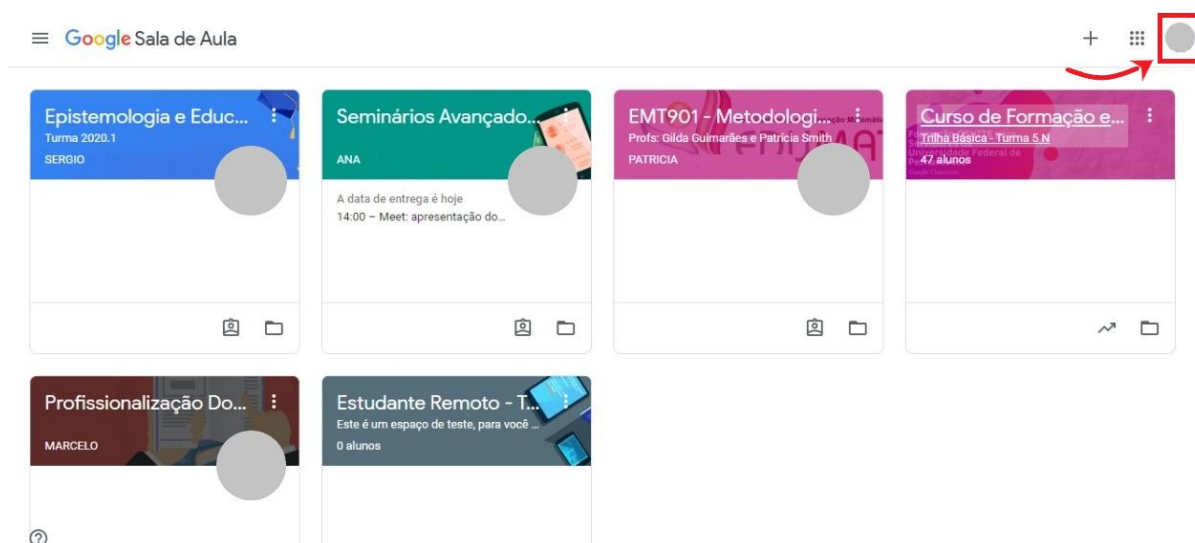 Google Sala de Aula
Epistemologia e Educ...
Turma 2020.1
SERGIO
Seminários Avançado...
ANA
A data de entrega é hoje
14:00 – Meet: apresentação do...
EMT901 - Metodologi...
Profs: Gilda Guimarães e Patricia Smith
PATRICIA
Curso de Formação e...
Trilha Básica - Turma 5 N
47 alunos
Profissionalização Do...
MARCELO
Estudante Remoto - T...
Este é um espaço de teste, para você ...
0 alunos